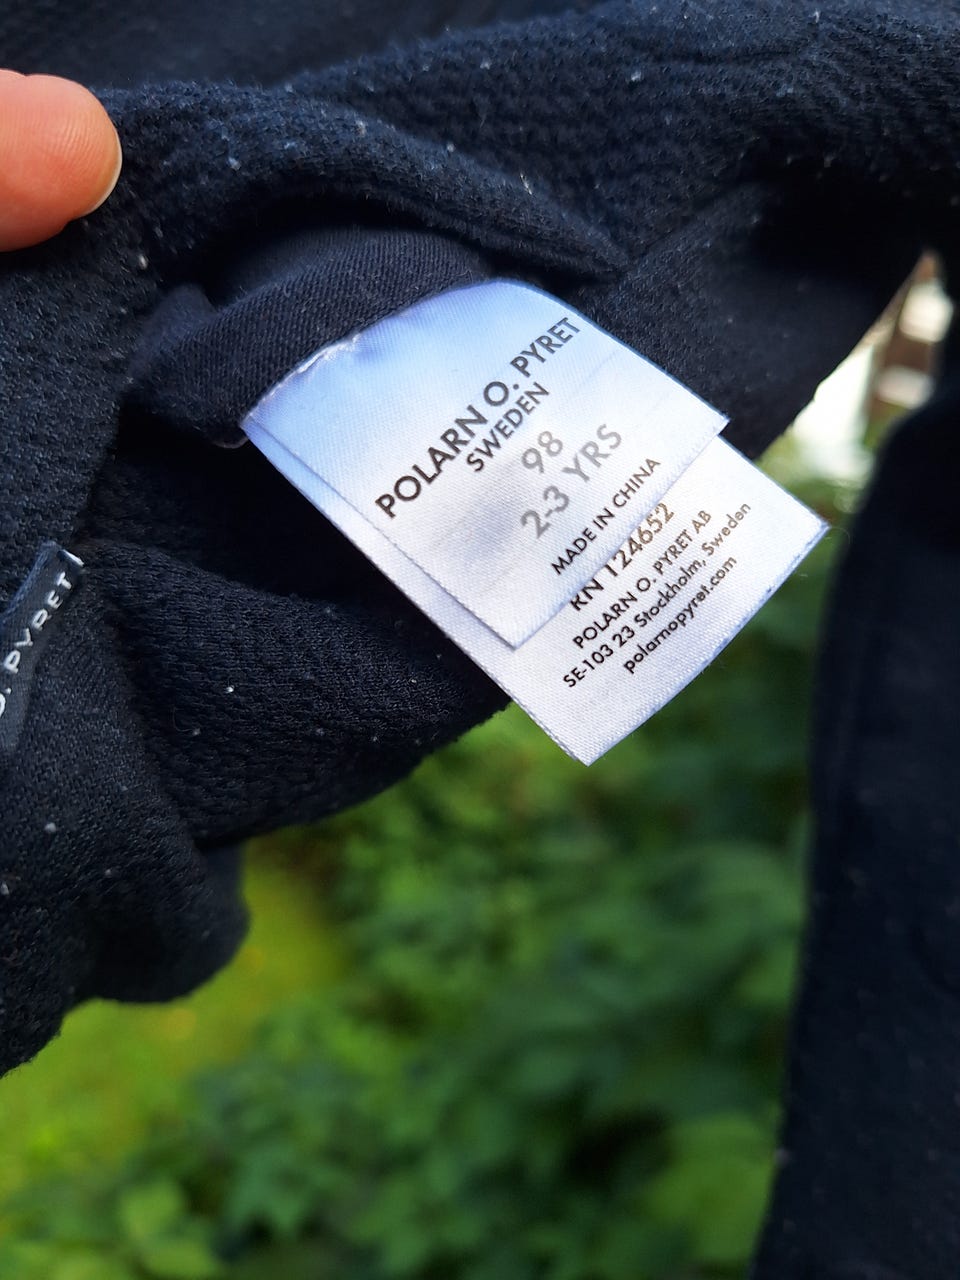 POLARN O. PYRET
SWEDEN
98
2-3 YRS
MADE IN CHINA
KN 124652
POLARN O. PYRET AB
SE-103 23 Stockholm, Sweden
polarnopyret.com
O. PYRET